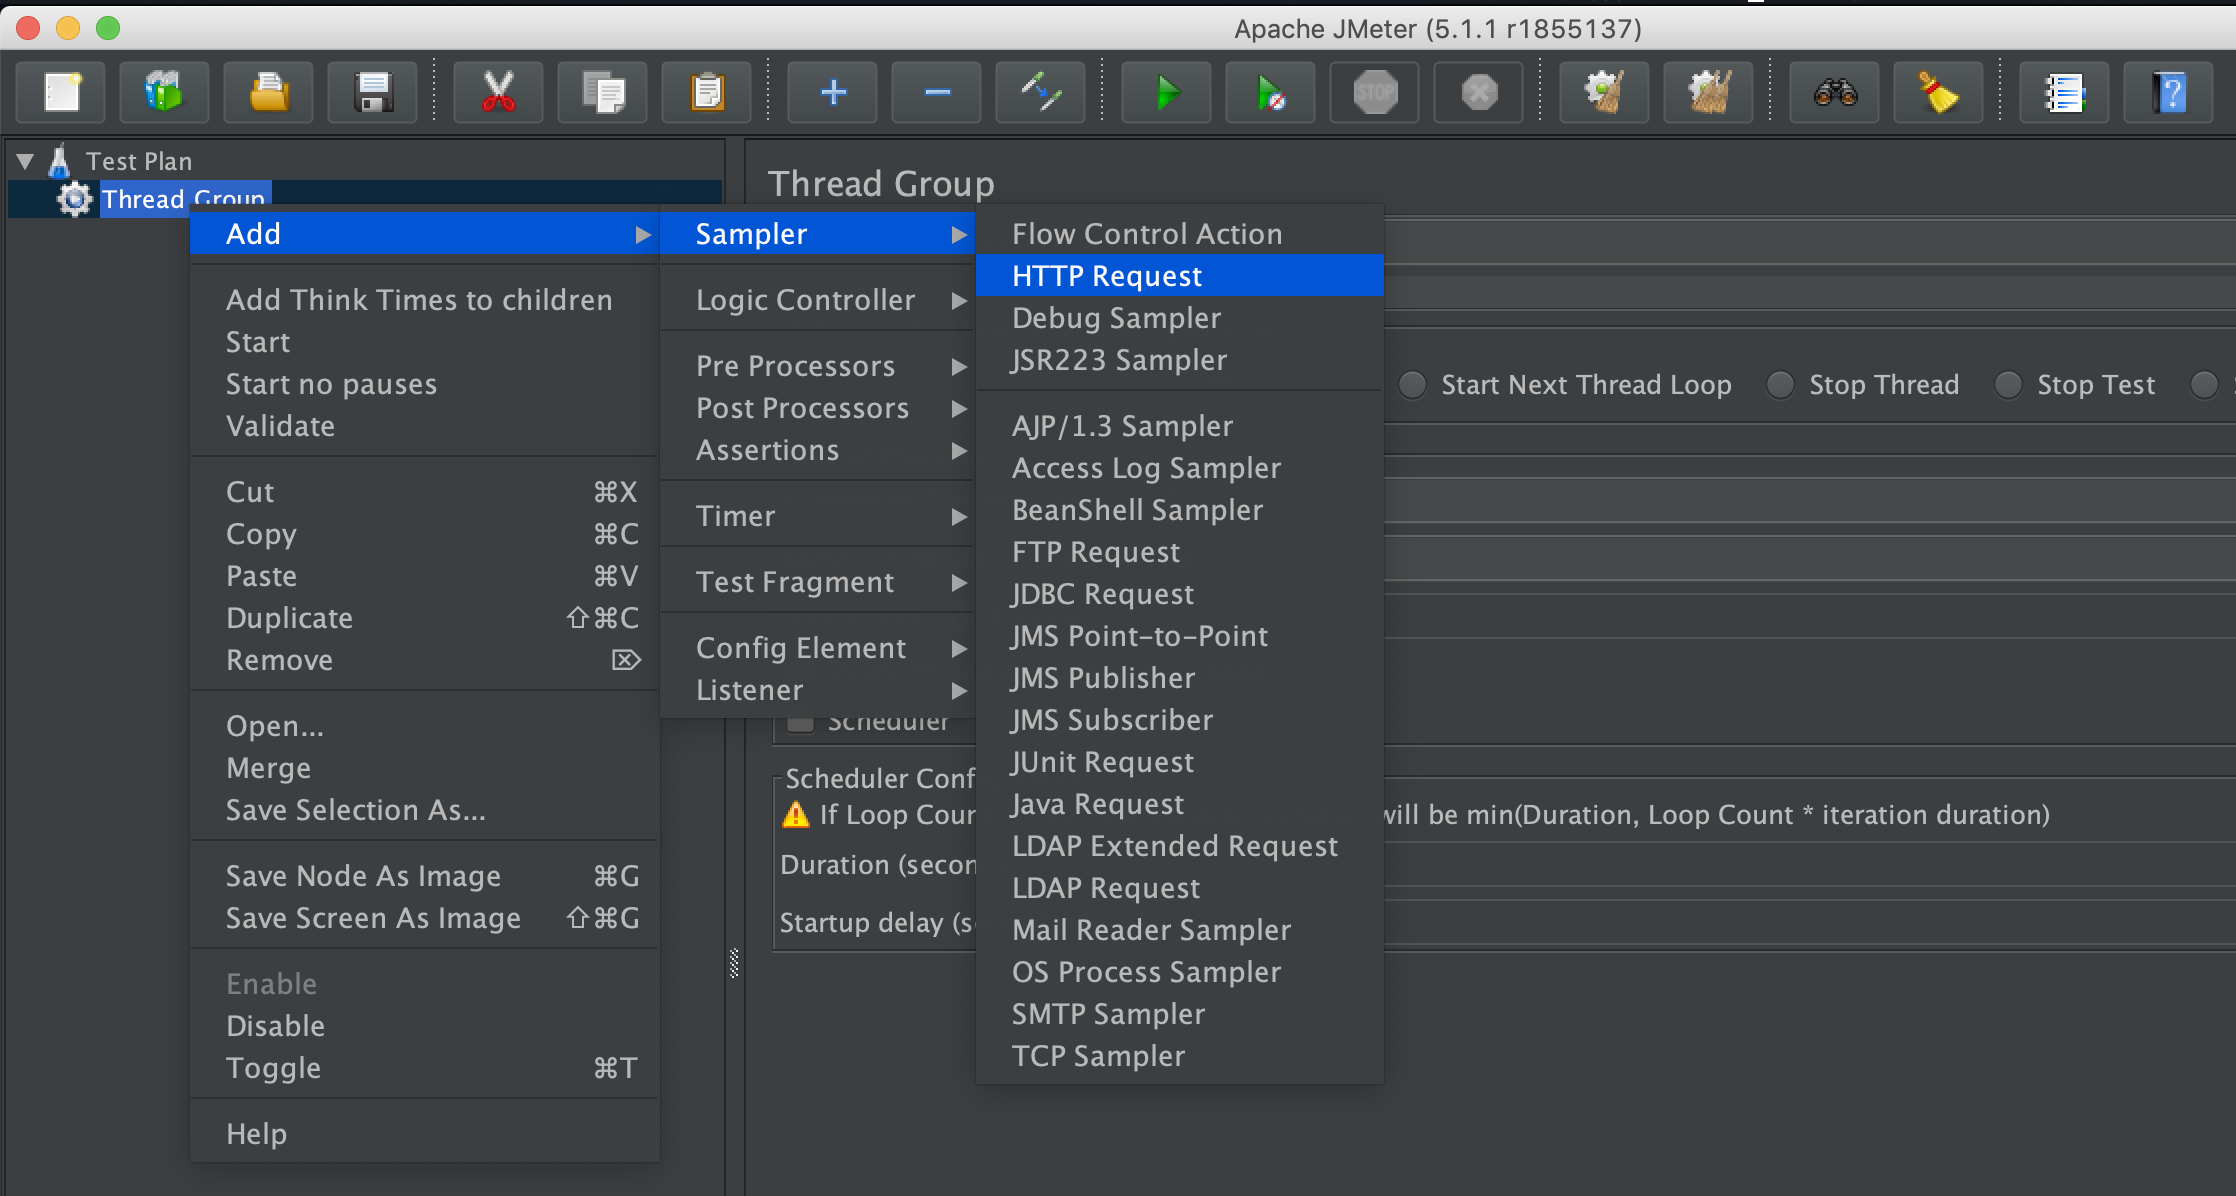 Apache JMeter (5.1.1 r1855137)
STOP
Test Plan
Thread Group
Thread Group
Add
Add Think Times to children
Start
Start no pauses
Validate
Cut ⌘X
Copy ⌘C
Paste ⌘V
Duplicate ⇧⌘C
Remove ⌦
Open...
Merge
Save Selection As...
Save Node As Image ⌘G
Save Screen As Image ⇧⌘G
Enable
Disable
Toggle ⌘T
Help
Sampler
Logic Controller
Pre Processors
Post Processors
Assertions
Timer
Test Fragment
Config Element
Listener
Flow Control Action
HTTP Request
Debug Sampler
JSR223 Sampler
AJP/1.3 Sampler
Access Log Sampler
BeanShell Sampler
FTP Request
JDBC Request
JMS Point-to-Point
JMS Publisher
JMS Subscriber
JUnit Request
Java Request
LDAP Extended Request
LDAP Request
Mail Reader Sampler
OS Process Sampler
SMTP Sampler
TCP Sampler
Start Next Thread Loop Stop Thread Stop Test
Scheduler
Scheduler Conf
If Loop Cour will be min(Duration, Loop Count * iteration duration)
Duration (secon
Startup delay (s